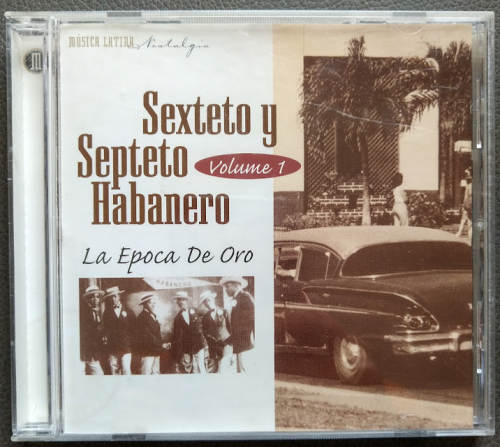 MÚSICA LATINA Nostalgia
Sexteto y
Septeto
Volume 1
Habanero
La Epoca De Oro
HABANERO